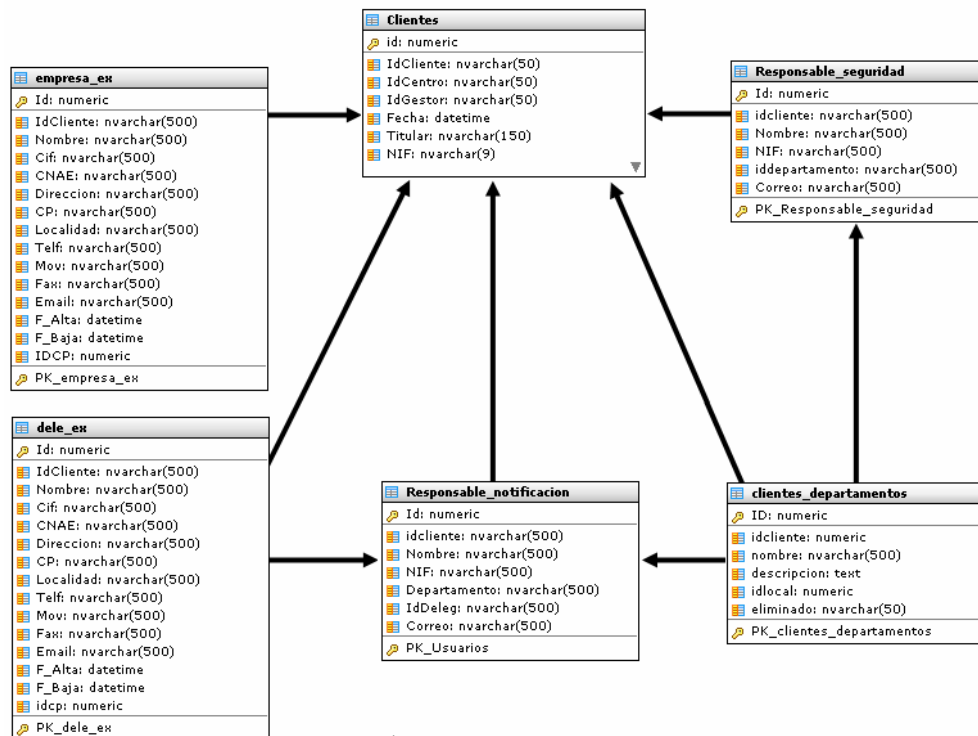 Clientes
id: numeric
IdCliente: nvarchar(50)
IdCentro: nvarchar(50)
IdGestor: nvarchar(50)
Fecha: datetime
Titular: nvarchar(150)
NIF: nvarchar(9)
empresa_ex
Id: numeric
IdCliente: nvarchar(500)
Nombre: nvarchar(500)
Cif: nvarchar(500)
CNAE: nvarchar(500)
Direccion: nvarchar(500)
CP: nvarchar(500)
Localidad: nvarchar(500)
Telf: nvarchar(500)
Mov: nvarchar(500)
Fax: nvarchar(500)
Email: nvarchar(500)
F_Alta: datetime
F_Baja: datetime
IDCP: numeric
PK_empresa_ex
Responsable_seguridad
Id: numeric
idcliente: nvarchar(500)
Nombre: nvarchar(500)
NIF: nvarchar(500)
iddepartamento: nvarchar(500)
Correo: nvarchar(500)
PK_Responsable_seguridad
dele_ex
Id: numeric
IdCliente: nvarchar(500)
Nombre: nvarchar(500)
Cif: nvarchar(500)
CNAE: nvarchar(500)
Direccion: nvarchar(500)
CP: nvarchar(500)
Localidad: nvarchar(500)
Telf: nvarchar(500)
Mov: nvarchar(500)
Fax: nvarchar(500)
Email: nvarchar(500)
F_Alta: datetime
F_Baja: datetime
idcp: numeric
PK_dele_ex
Responsable_notificacion
Id: numeric
idcliente: nvarchar(500)
Nombre: nvarchar(500)
NIF: nvarchar(500)
Departamento: nvarchar(500)
IdDeleg: nvarchar(500)
Correo: nvarchar(500)
PK_Usuarios
clientes_departamentos
ID: numeric
idcliente: numeric
nombre: nvarchar(500)
descripcion: text
idlocal: numeric
eliminado: nvarchar(50)
PK_clientes_departamentos